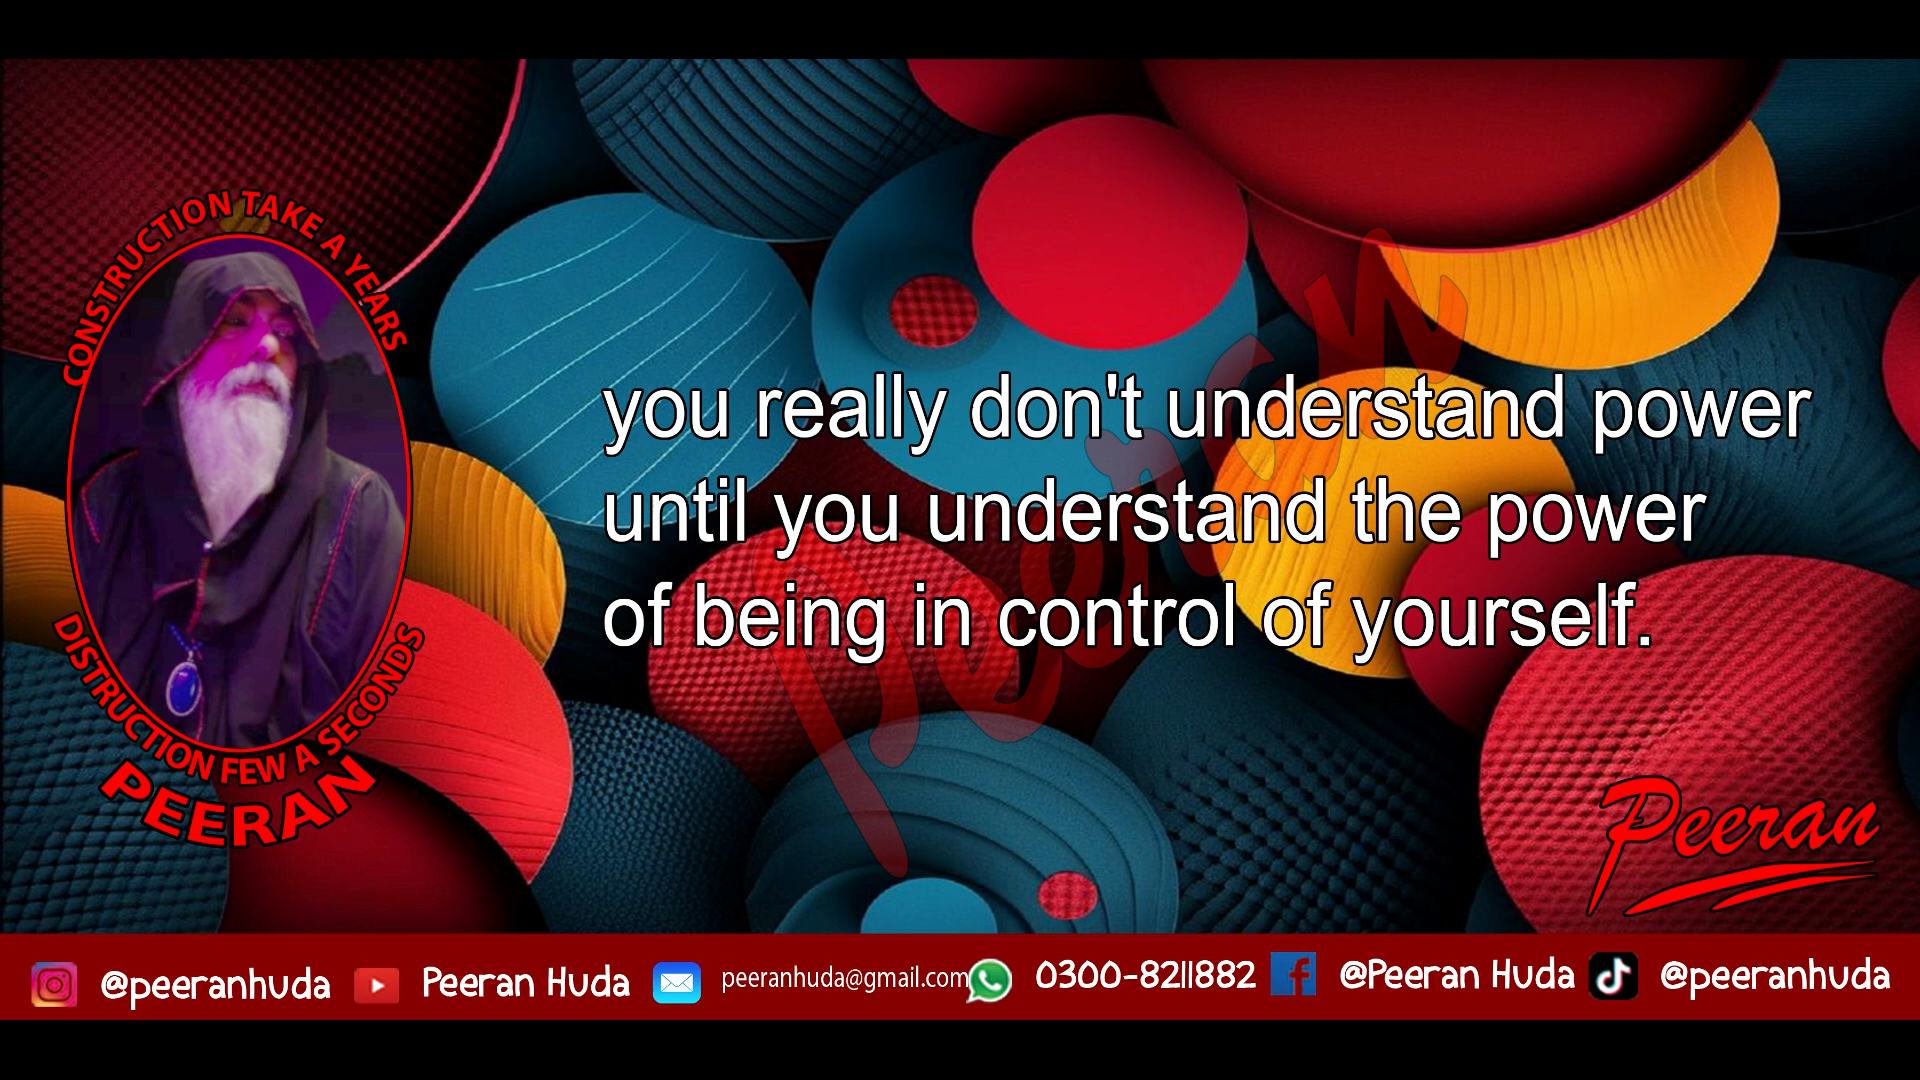 CONSTRUCTION TAKE A YEARS
DISTRUCTION FEW A SECONDS
PEERAN
you really don't understand power
until you understand the power
of being in control of yourself.
Peeran
Peeran
@peeranhuda Peeran Huda peeranhuda@gmail.com 0300-8211882 @Peeran Huda @peeranhuda